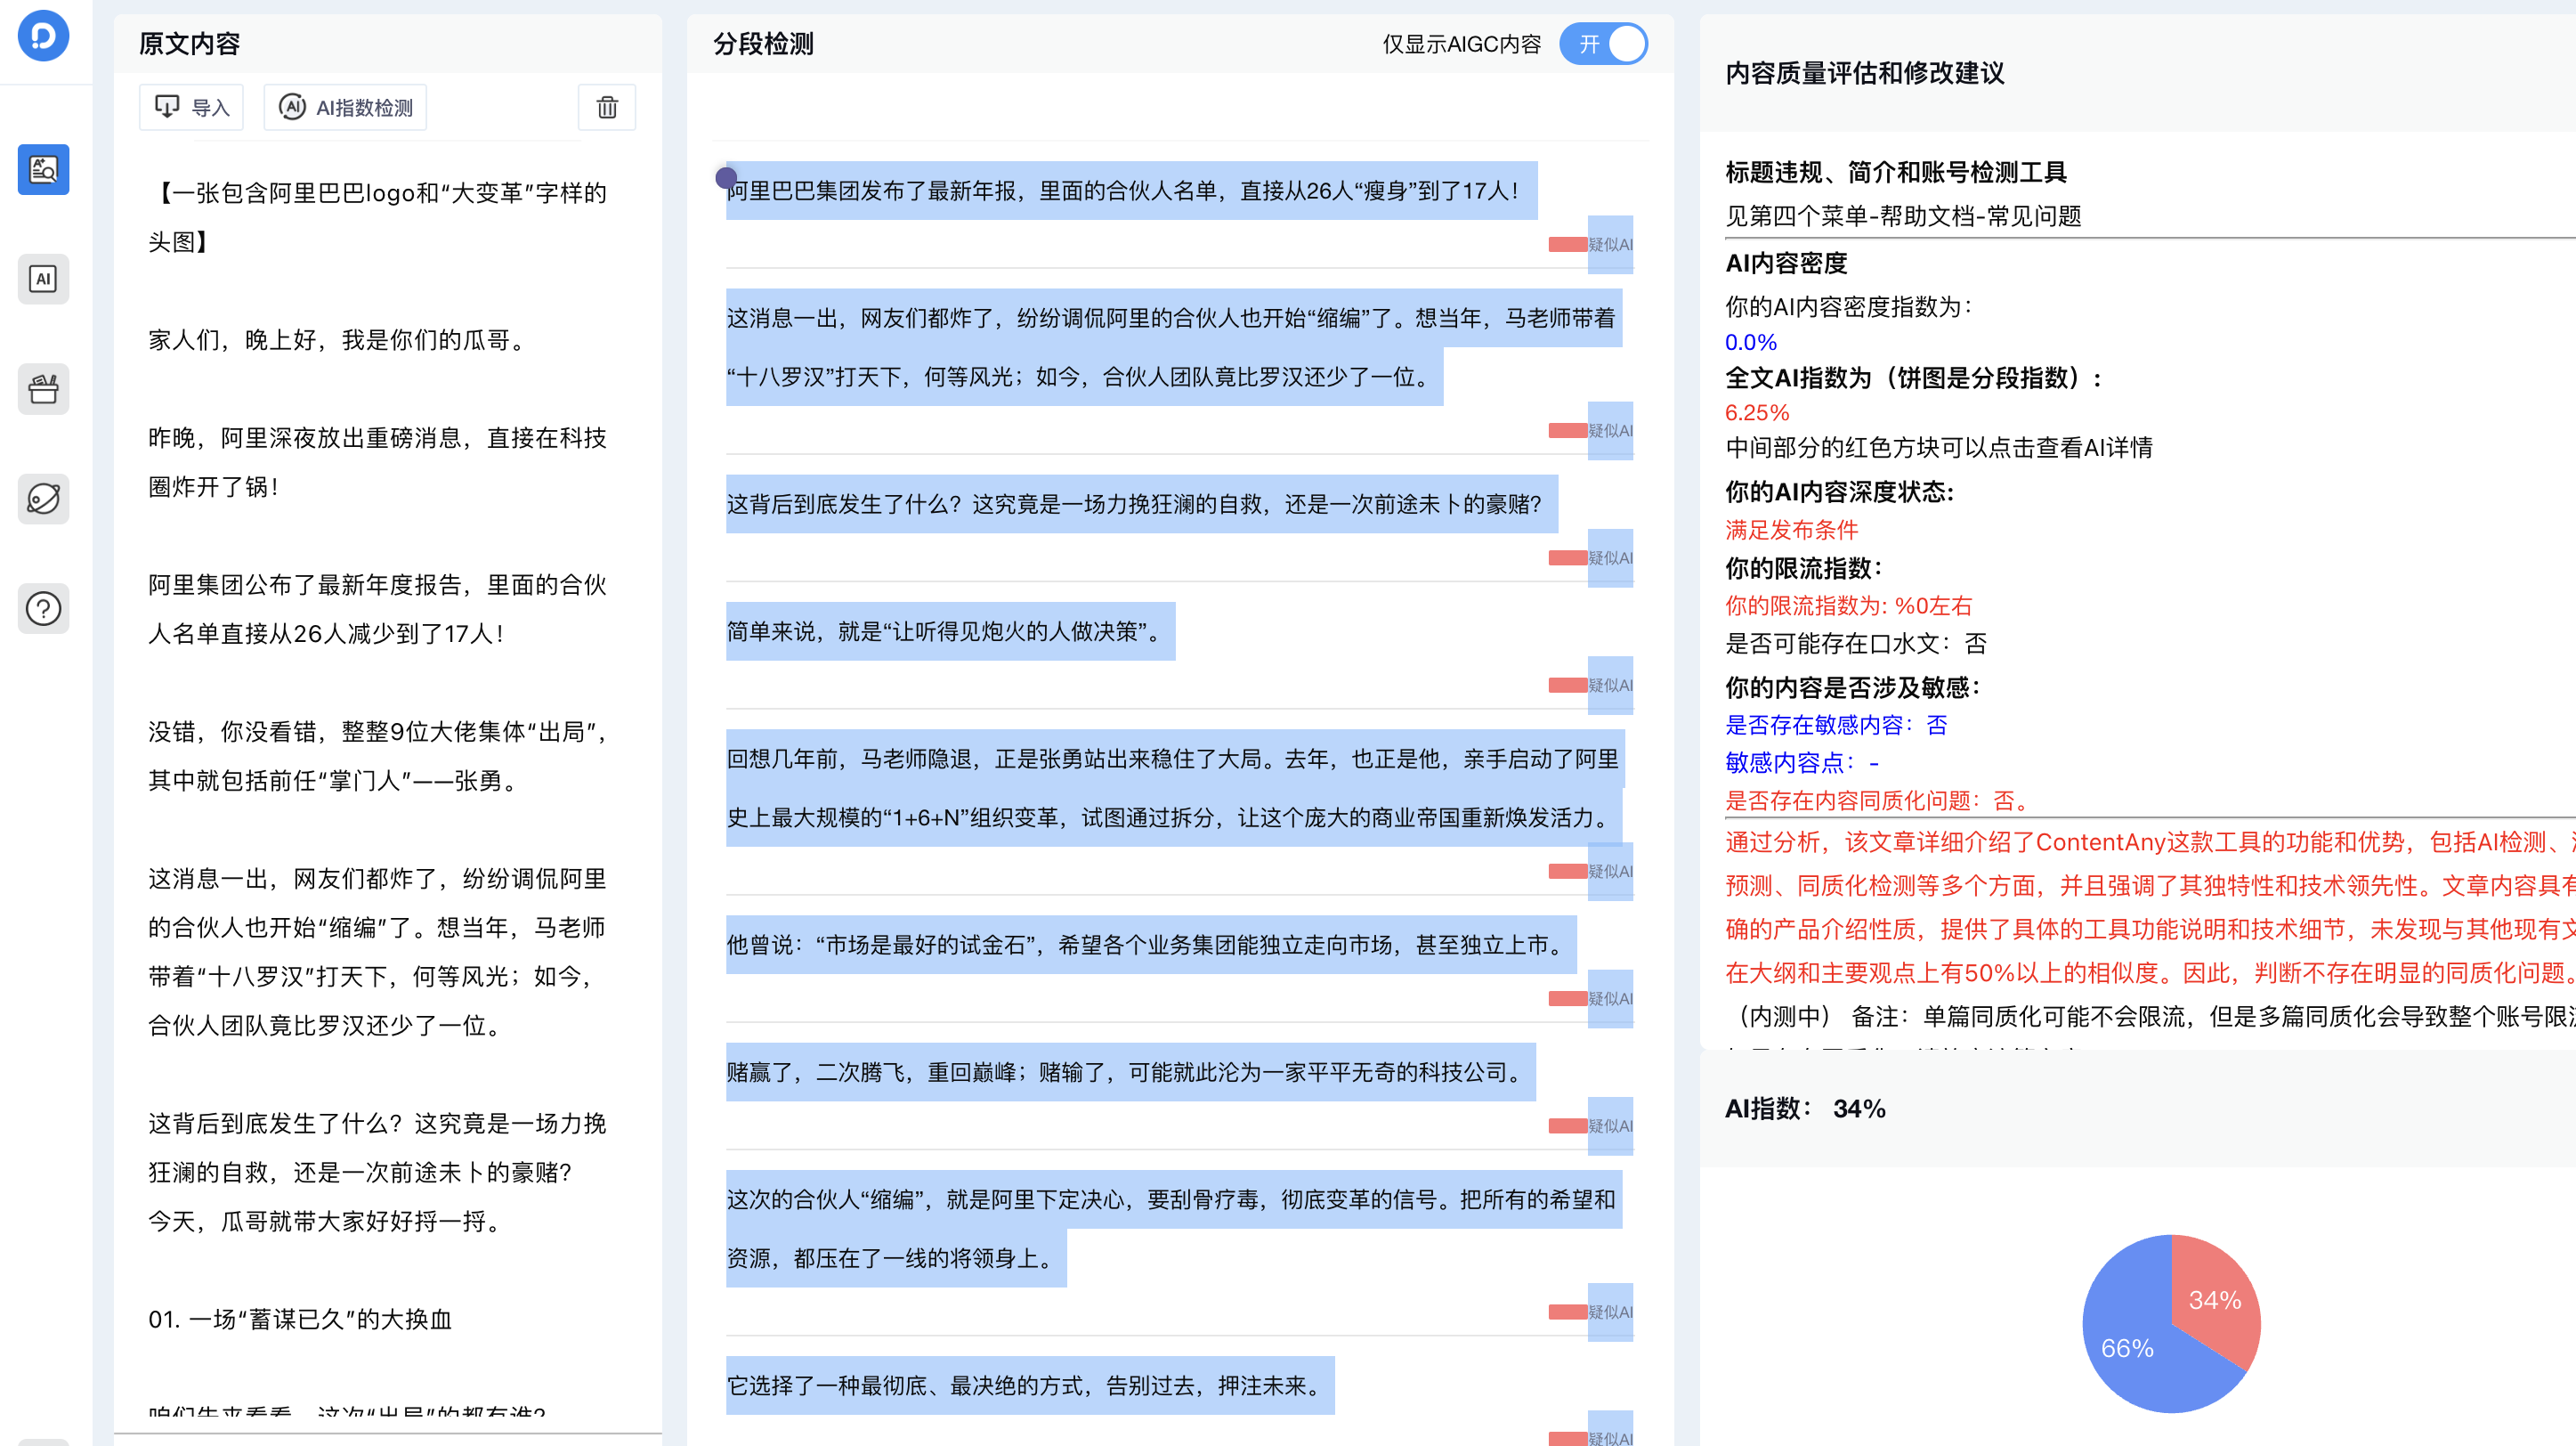 原文内容
导入
AI指数检测
【一张包含阿里巴巴logo和“大变革”字样的
头图】
家人们，晚上好，我是你们的瓜哥。
昨晚，阿里深夜放出重磅消息，直接在科技
圈炸开了锅！
阿里集团公布了最新年度报告，里面的合伙
人名单直接从26人减少到了17人！
没错，你没看错，整整9位大佬集体“出局”，
其中就包括前任“掌门人”——张勇。
这消息一出，网友们都炸了，纷纷调侃阿里
的合伙人也开始“缩编”了。想当年，马老师
带着“十八罗汉”打天下，何等风光；如今，
合伙人团队竟比罗汉还少了一位。
这背后到底发生了什么？这究竟是一场力挽
狂澜的自救，还是一次前途未卜的豪赌？
今天，瓜哥就带大家好好捋一捋。
01. 一场“蓄谋已久”的大换血
咱们先来看看，这次“出局”的都有谁？
分段检测
仅显示AIGC内容
开
阿里巴巴集团发布了最新年报，里面的合伙人名单，直接从26人“瘦身”到了17人！
疑似AI
这消息一出，网友们都炸了，纷纷调侃阿里的合伙人也开始“缩编”了。想当年，马老师带着
“十八罗汉”打天下，何等风光；如今，合伙人团队竟比罗汉还少了一位。
疑似AI
这背后到底发生了什么？这究竟是一场力挽狂澜的自救，还是一次前途未卜的豪赌？
疑似AI
简单来说，就是“让听得见炮火的人做决策”。
疑似AI
回想几年前，马老师隐退，正是张勇站出来稳住了大局。去年，也正是他，亲手启动了阿里
史上最大规模的“1+6+N”组织变革，试图通过拆分，让这个庞大的商业帝国重新焕发活力。
疑似AI
他曾说：“市场是最好的试金石”，希望各个业务集团能独立走向市场，甚至独立上市。
疑似AI
赌赢了，二次腾飞，重回巅峰；赌输了，可能就此沦为一家平平无奇的科技公司。
疑似AI
这次的合伙人“缩编”，就是阿里下定决心，要刮骨疗毒，彻底变革的信号。把所有的希望和
资源，都压在了一线的将领身上。
疑似AI
它选择了一种最彻底、最决绝的方式，告别过去，押注未来。
疑似AI
内容质量评估和修改建议
标题违规、简介和账号检测工具
见第四个菜单-帮助文档-常见问题
AI内容密度
你的AI内容密度指数为：
0.0%
全文AI指数为（饼图是分段指数）：
6.25%
中间部分的红色方块可以点击查看AI详情
你的AI内容深度状态:
满足发布条件
你的限流指数：
你的限流指数为: %0左右
是否可能存在口水文：否
你的内容是否涉及敏感：
是否存在敏感内容：否
敏感内容点：-
是否存在内容同质化问题：否。
通过分析，该文章详细介绍了ContentAny这款工具的功能和优势，包括AI检测、
预测、同质化检测等多个方面，并且强调了其独特性和技术领先性。文章内容具有
确的产品介绍性质，提供了具体的工具功能说明和技术细节，未发现与其他现有文
在大纲和主要观点上有50%以上的相似度。因此，判断不存在明显的同质化问题。
（内测中） 备注：单篇同质化可能不会限流，但是多篇同质化会导致整个账号限
AI指数： 34%
34%
66%